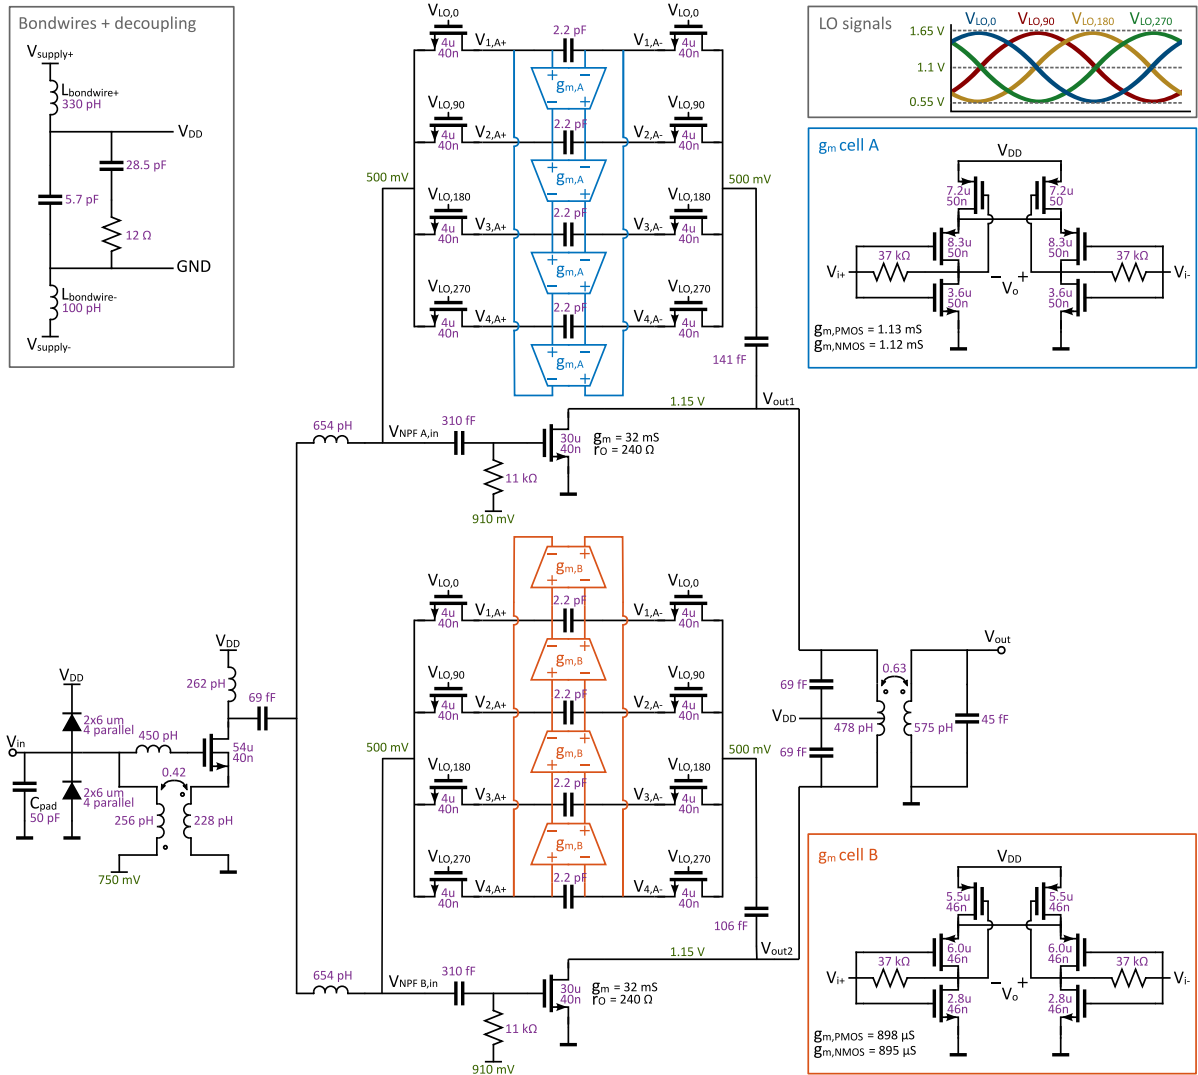 Bondwires + decoupling
Vsupply+
Lbondwire+
330 pH
VDD
28.5 pF
5.7 pF
12 Ω
GND
Lbondwire-
100 pH
Vsupply-
VLO,0
4u
40n
V1,A+
2.2 pF
V1,A-
VLO,0
4u
40n
gm,A
VLO,90
4u
40n
V2,A+
2.2 pF
V2,A-
VLO,90
4u
40n
gm,A
500 mV
500 mV
VLO,180
4u
40n
V3,A+
2.2 pF
V3,A-
VLO,180
4u
40n
gm,A
VLO,270
4u
40n
V4,A+
2.2 pF
V4,A-
VLO,270
4u
40n
gm,A
141 fF
LO signals
VLO,0 VLO,90 VLO,180 VLO,270
1.65 V
1.1 V
0.55 V
gm cell A
VDD
7.2u
50n
7.2u
50
8.3u
50n
8.3u
50n
Vi+
37 kΩ
− Vo +
37 kΩ
Vi-
3.6u
50n
3.6u
50n
gm,PMOS = 1.13 mS
gm,NMOS = 1.12 mS
654 pH
VNPF A,in
310 fF
11 kΩ
910 mV
30u
40n
gm = 32 mS
rO = 240 Ω
1.15 V
Vout1
gm,B
VLO,0
4u
40n
V1,A+
2.2 pF
V1,A-
VLO,0
4u
40n
gm,B
VLO,90
4u
40n
V2,A+
2.2 pF
V2,A-
VLO,90
4u
40n
gm,B
500 mV
500 mV
VLO,180
4u
40n
V3,A+
2.2 pF
V3,A-
VLO,180
4u
40n
gm,B
VLO,270
4u
40n
V4,A+
2.2 pF
V4,A-
VLO,270
4u
40n
106 fF
VDD
262 pH
69 fF
VDD
2x6 um
4 parallel
Vin
450 pH
54u
40n
Cpad
50 pF
2x6 um
4 parallel
0.42
256 pH
228 pH
750 mV
654 pH
VNPF B,in
310 fF
11 kΩ
910 mV
30u
40n
gm = 32 mS
rO = 240 Ω
1.15 V
Vout2
69 fF
VDD
69 fF
0.63
478 pH
575 pH
45 fF
Vout
gm cell B
VDD
5.5u
46n
5.5u
46n
6.0u
46n
6.0u
46n
Vi+
37 kΩ
− Vo +
37 kΩ
Vi-
2.8u
46n
2.8u
46n
gm,PMOS = 898 µS
gm,NMOS = 895 µS